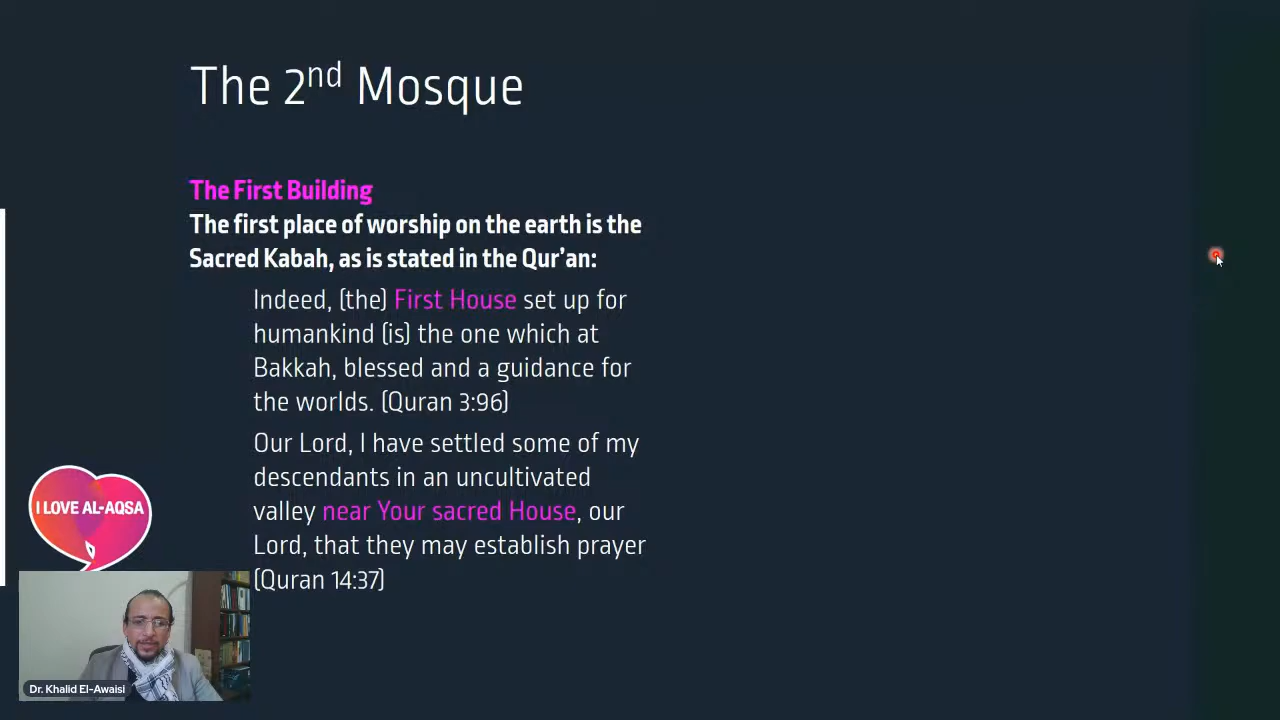 The 2nd Mosque
The First Building
The first place of worship on the earth is the
Sacred Kabah, as is stated in the Qur’an:
Indeed, (the) First House set up for
humankind (is) the one which at
Bakkah, blessed and a guidance for
the worlds. (Quran 3:96)
Our Lord, I have settled some of my
descendants in an uncultivated
valley near Your sacred House, our
Lord, that they may establish prayer
(Quran 14:37)
I LOVE AL-AQSA
Dr. Khalid El-Awaisi